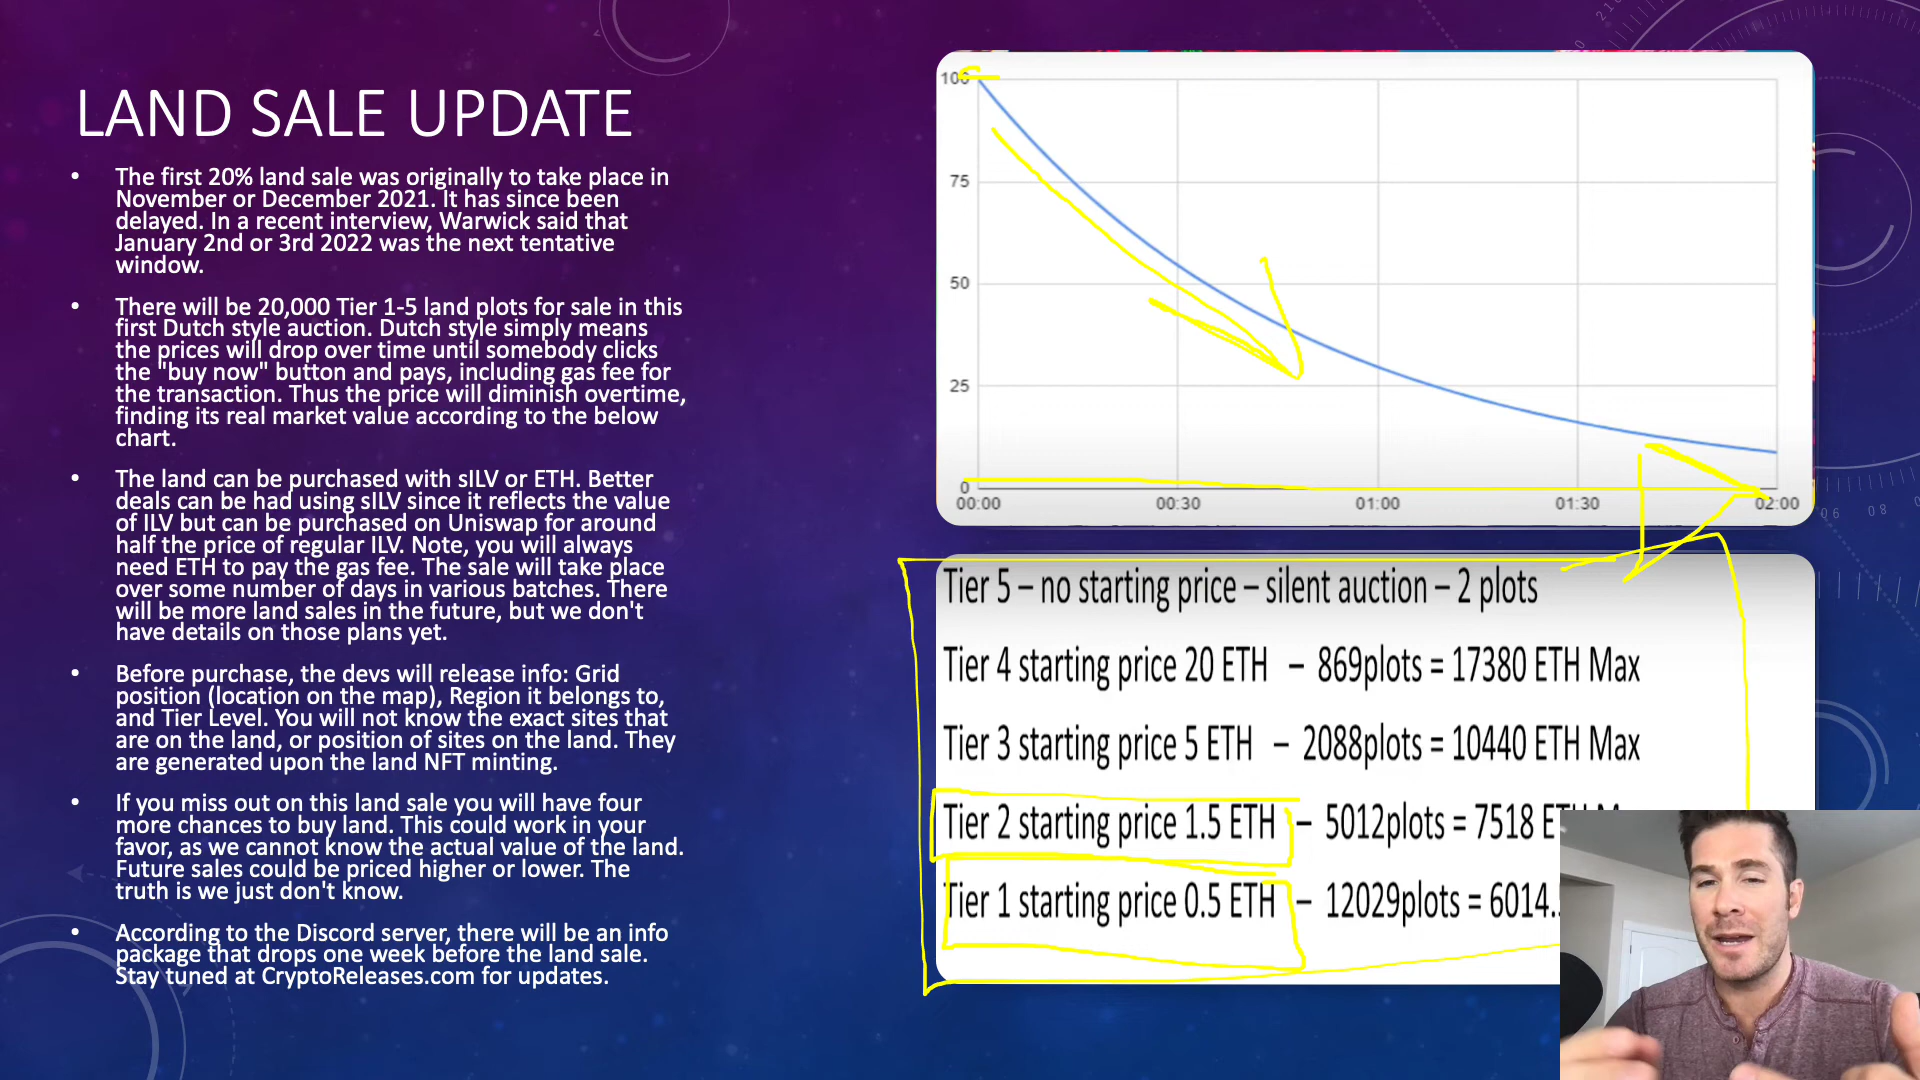 LAND SALE UPDATE
• The first 20% land sale was originally to take place in
November or December 2021. It has since been
delayed. In a recent interview, Warwick said that
January 2nd or 3rd 2022 was the next tentative
window.
• There will be 20,000 Tier 1-5 land plots for sale in this
first Dutch style auction. Dutch style simply means
the prices will drop over time until somebody clicks
the "buy now" button and pays, including gas fee for
the transaction. Thus the price will diminish overtime,
finding its real market value according to the below
chart.
• The land can be purchased with sILV or ETH. Better
deals can be had using sILV since it reflects the value
of ILV but can be purchased on Uniswap for around
half the price of regular ILV. Note, you will always
need ETH to pay the gas fee. The sale will take place
over some number of days in various batches. There
will be more land sales in the future, but we don't
have details on those plans yet.
• Before purchase, the devs will release info: Grid
position (location on the map), Region it belongs to,
and Tier Level. You will not know the exact sites that
are on the land, or position of sites on the land. They
are generated upon the land NFT minting.
• If you miss out on this land sale you will have four
more chances to buy land. This could work in your
favor, as we cannot know the actual value of the land.
Future sales could be priced higher or lower. The
truth is we just don't know.
• According to the Discord server, there will be an info
package that drops one week before the land sale.
Stay tuned at CryptoReleases.com for updates.
100
75
50
25
0
00:00 00:30 01:00 01:30 02:00
Tier 5 – no starting price – silent auction – 2 plots
Tier 4 starting price 20 ETH – 869plots = 17380 ETH Max
Tier 3 starting price 5 ETH – 2088plots = 10440 ETH Max
Tier 2 starting price 1.5 ETH – 5012plots = 7518
Tier 1 starting price 0.5 ETH – 12029plots = 6014.